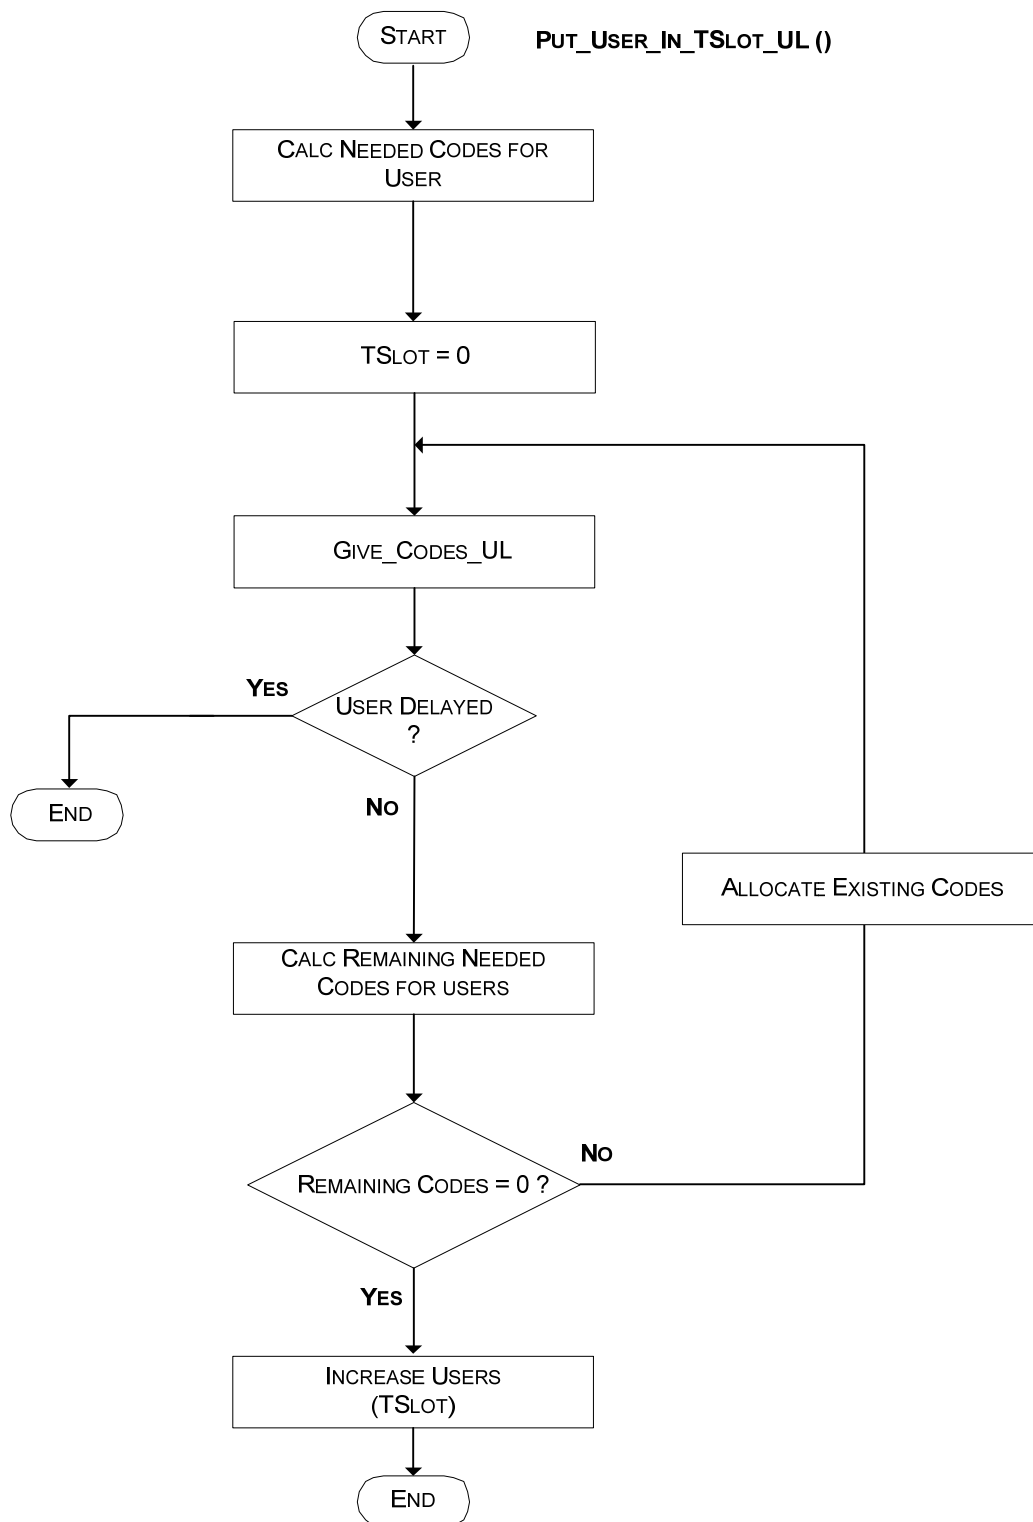 START
PUT_USER_IN_TSLOT_UL ()
CALC NEEDED CODES FOR
USER
TSLOT = 0
GIVE_CODES_UL
YES
USER DELAYED
?
END
NO
ALLOCATE EXISTING CODES
CALC REMAINING NEEDED
CODES FOR USERS
NO
REMAINING CODES = 0 ?
YES
INCREASE USERS
(TSLOT)
END